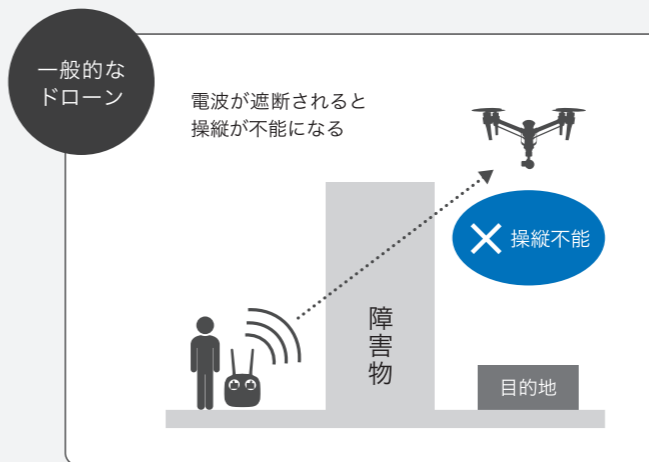 一般的な
ドローン
電波が遮断されると
操縦が不能になる
操縦不能
障害物
目的地